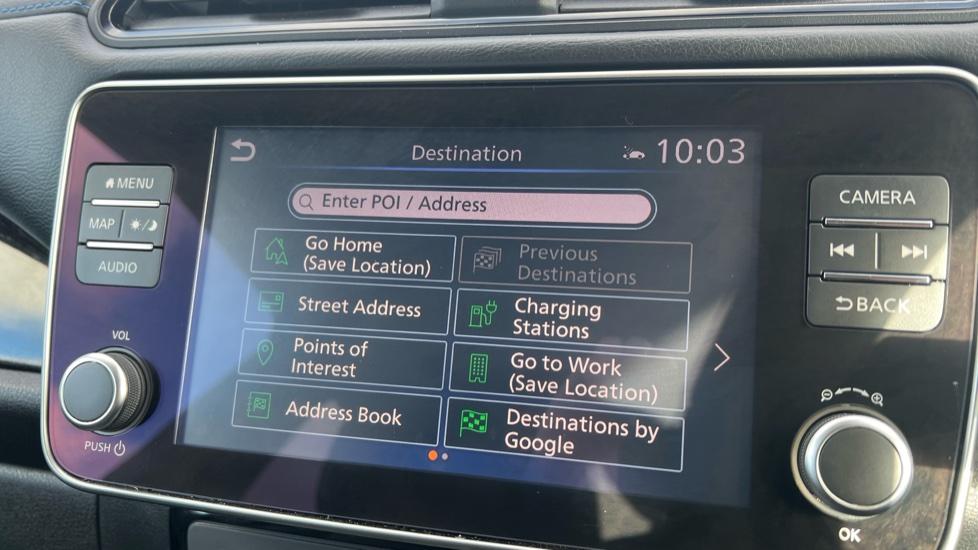 Destination
10:03
Enter POI / Address
Go Home
(Save Location)
Previous
Destinations
Street Address
Charging
Stations
Points of
Interest
Go to Work
(Save Location)
Address Book
Destinations by
Google
MENU
MAP
AUDIO
VOL
PUSH
CAMERA
BACK
OK